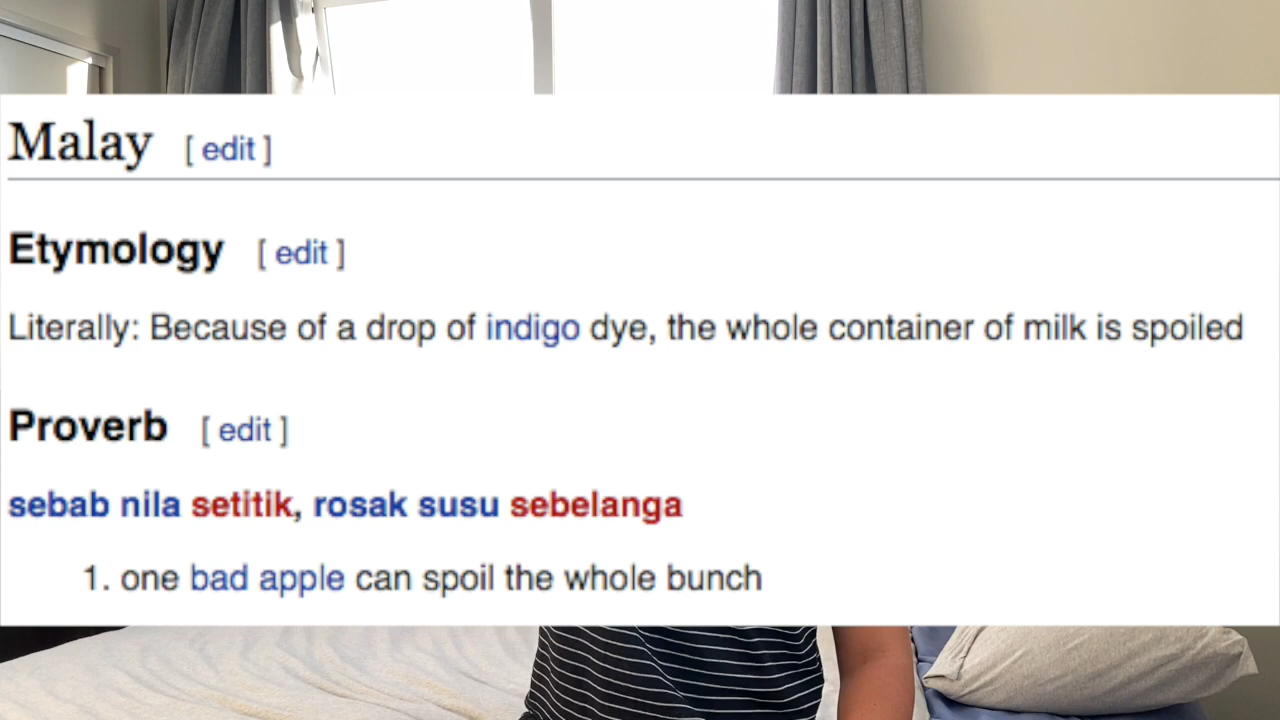 Malay [ edit ]
Etymology [ edit ]
Literally: Because of a drop of indigo dye, the whole container of milk is spoiled
Proverb [ edit ]
sebab nila setitik, rosak susu sebelanga
1. one bad apple can spoil the whole bunch